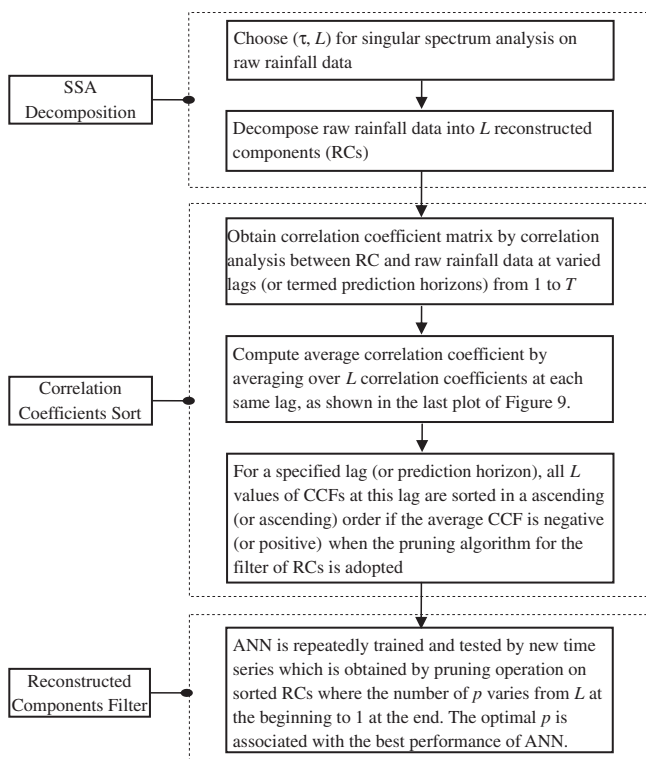 Choose (τ, L) for singular spectrum analysis on
raw rainfall data
SSA
Decomposition
Decompose raw rainfall data into L reconstructed
components (RCs)
Obtain correlation coefficient matrix by correlation
analysis between RC and raw rainfall data at varied
lags (or termed prediction horizons) from 1 to T
Compute average correlation coefficient by
averaging over L correlation coefficients at each
same lag, as shown in the last plot of Figure 9.
Correlation
Coefficients Sort
For a specified lag (or prediction horizon), all L
values of CCFs at this lag are sorted in a ascending
(or ascending) order if the average CCF is negative
(or positive) when the pruning algorithm for the
filter of RCs is adopted
ANN is repeatedly trained and tested by new time
series which is obtained by pruning operation on
sorted RCs where the number of p varies from L at
the beginning to 1 at the end. The optimal p is
associated with the best performance of ANN.
Reconstructed
Components Filter